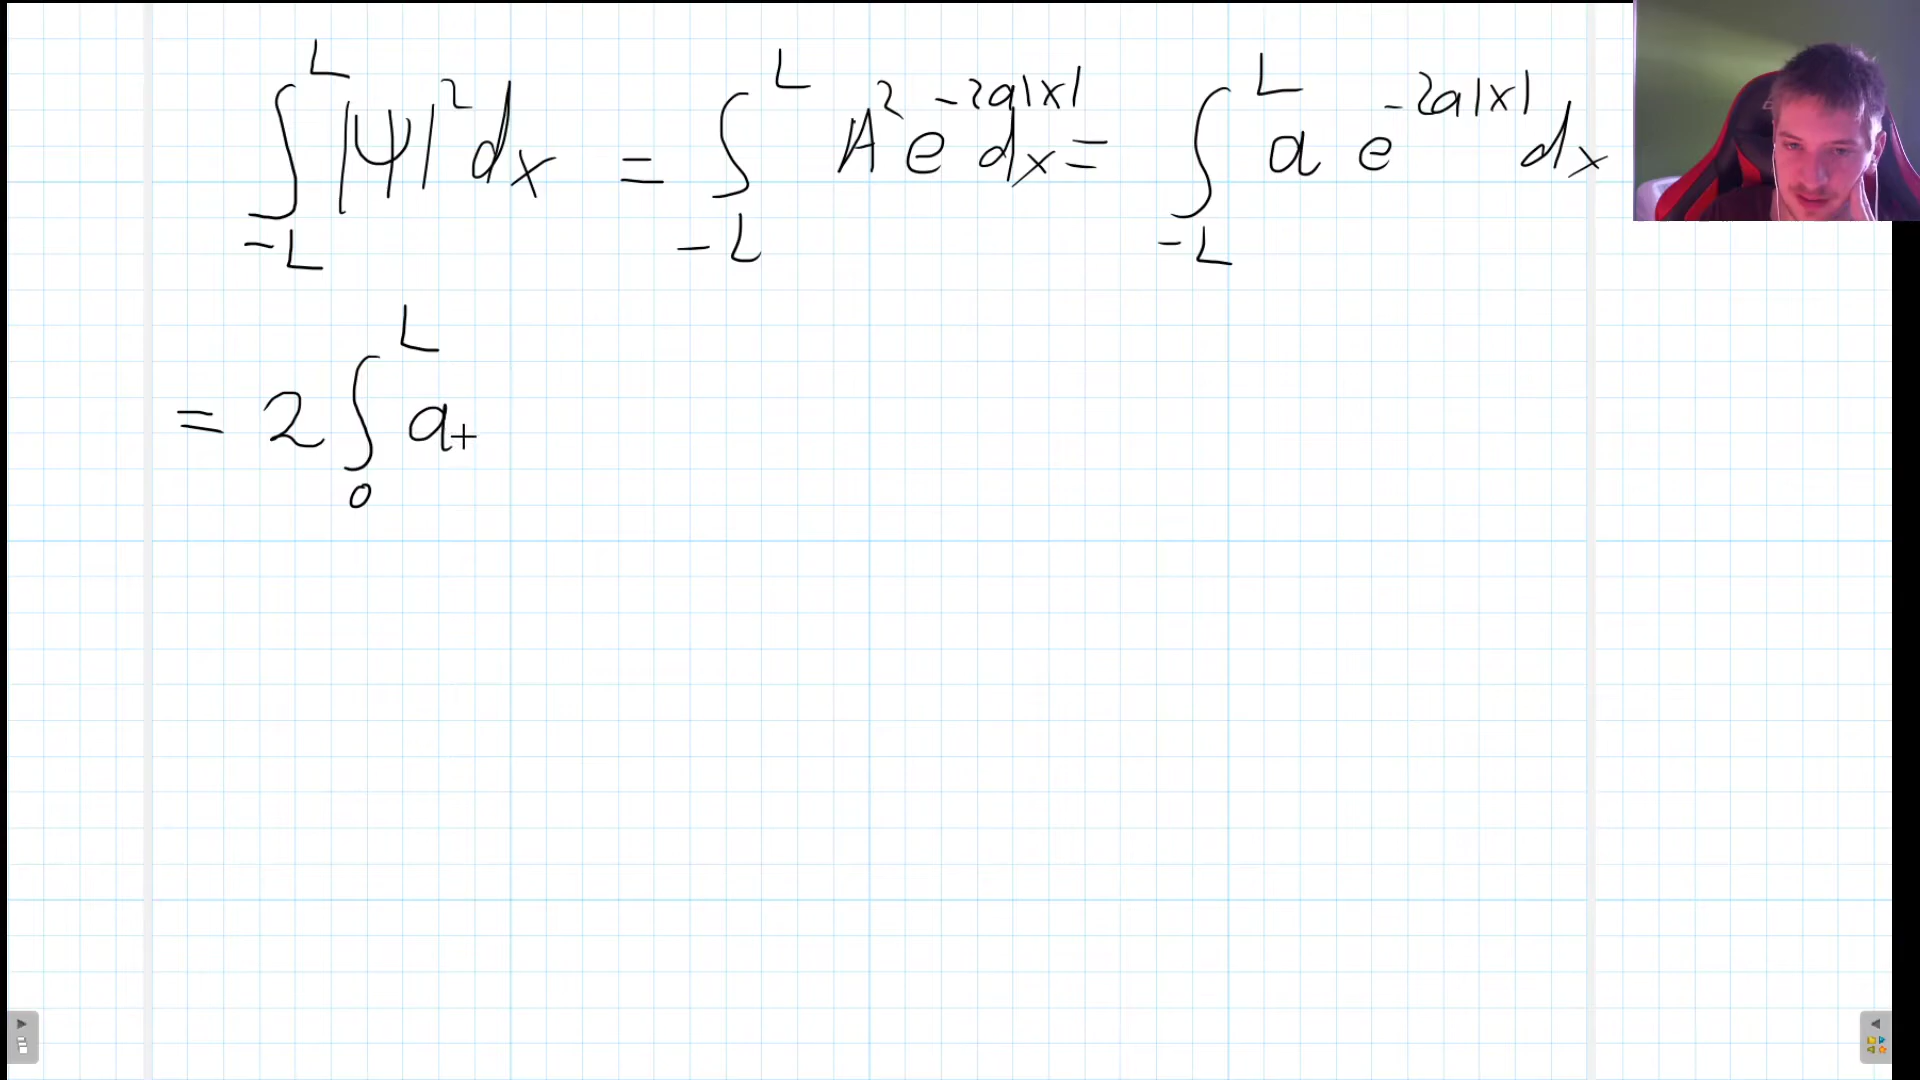 ∫_{-L}^{L} |Ψ|² dx = ∫_{-L}^{L} A² e^{-2a|x|} dx = ∫_{-L}^{L} a e^{-2a|x|} dx
= 2 ∫_{0}^{L} a